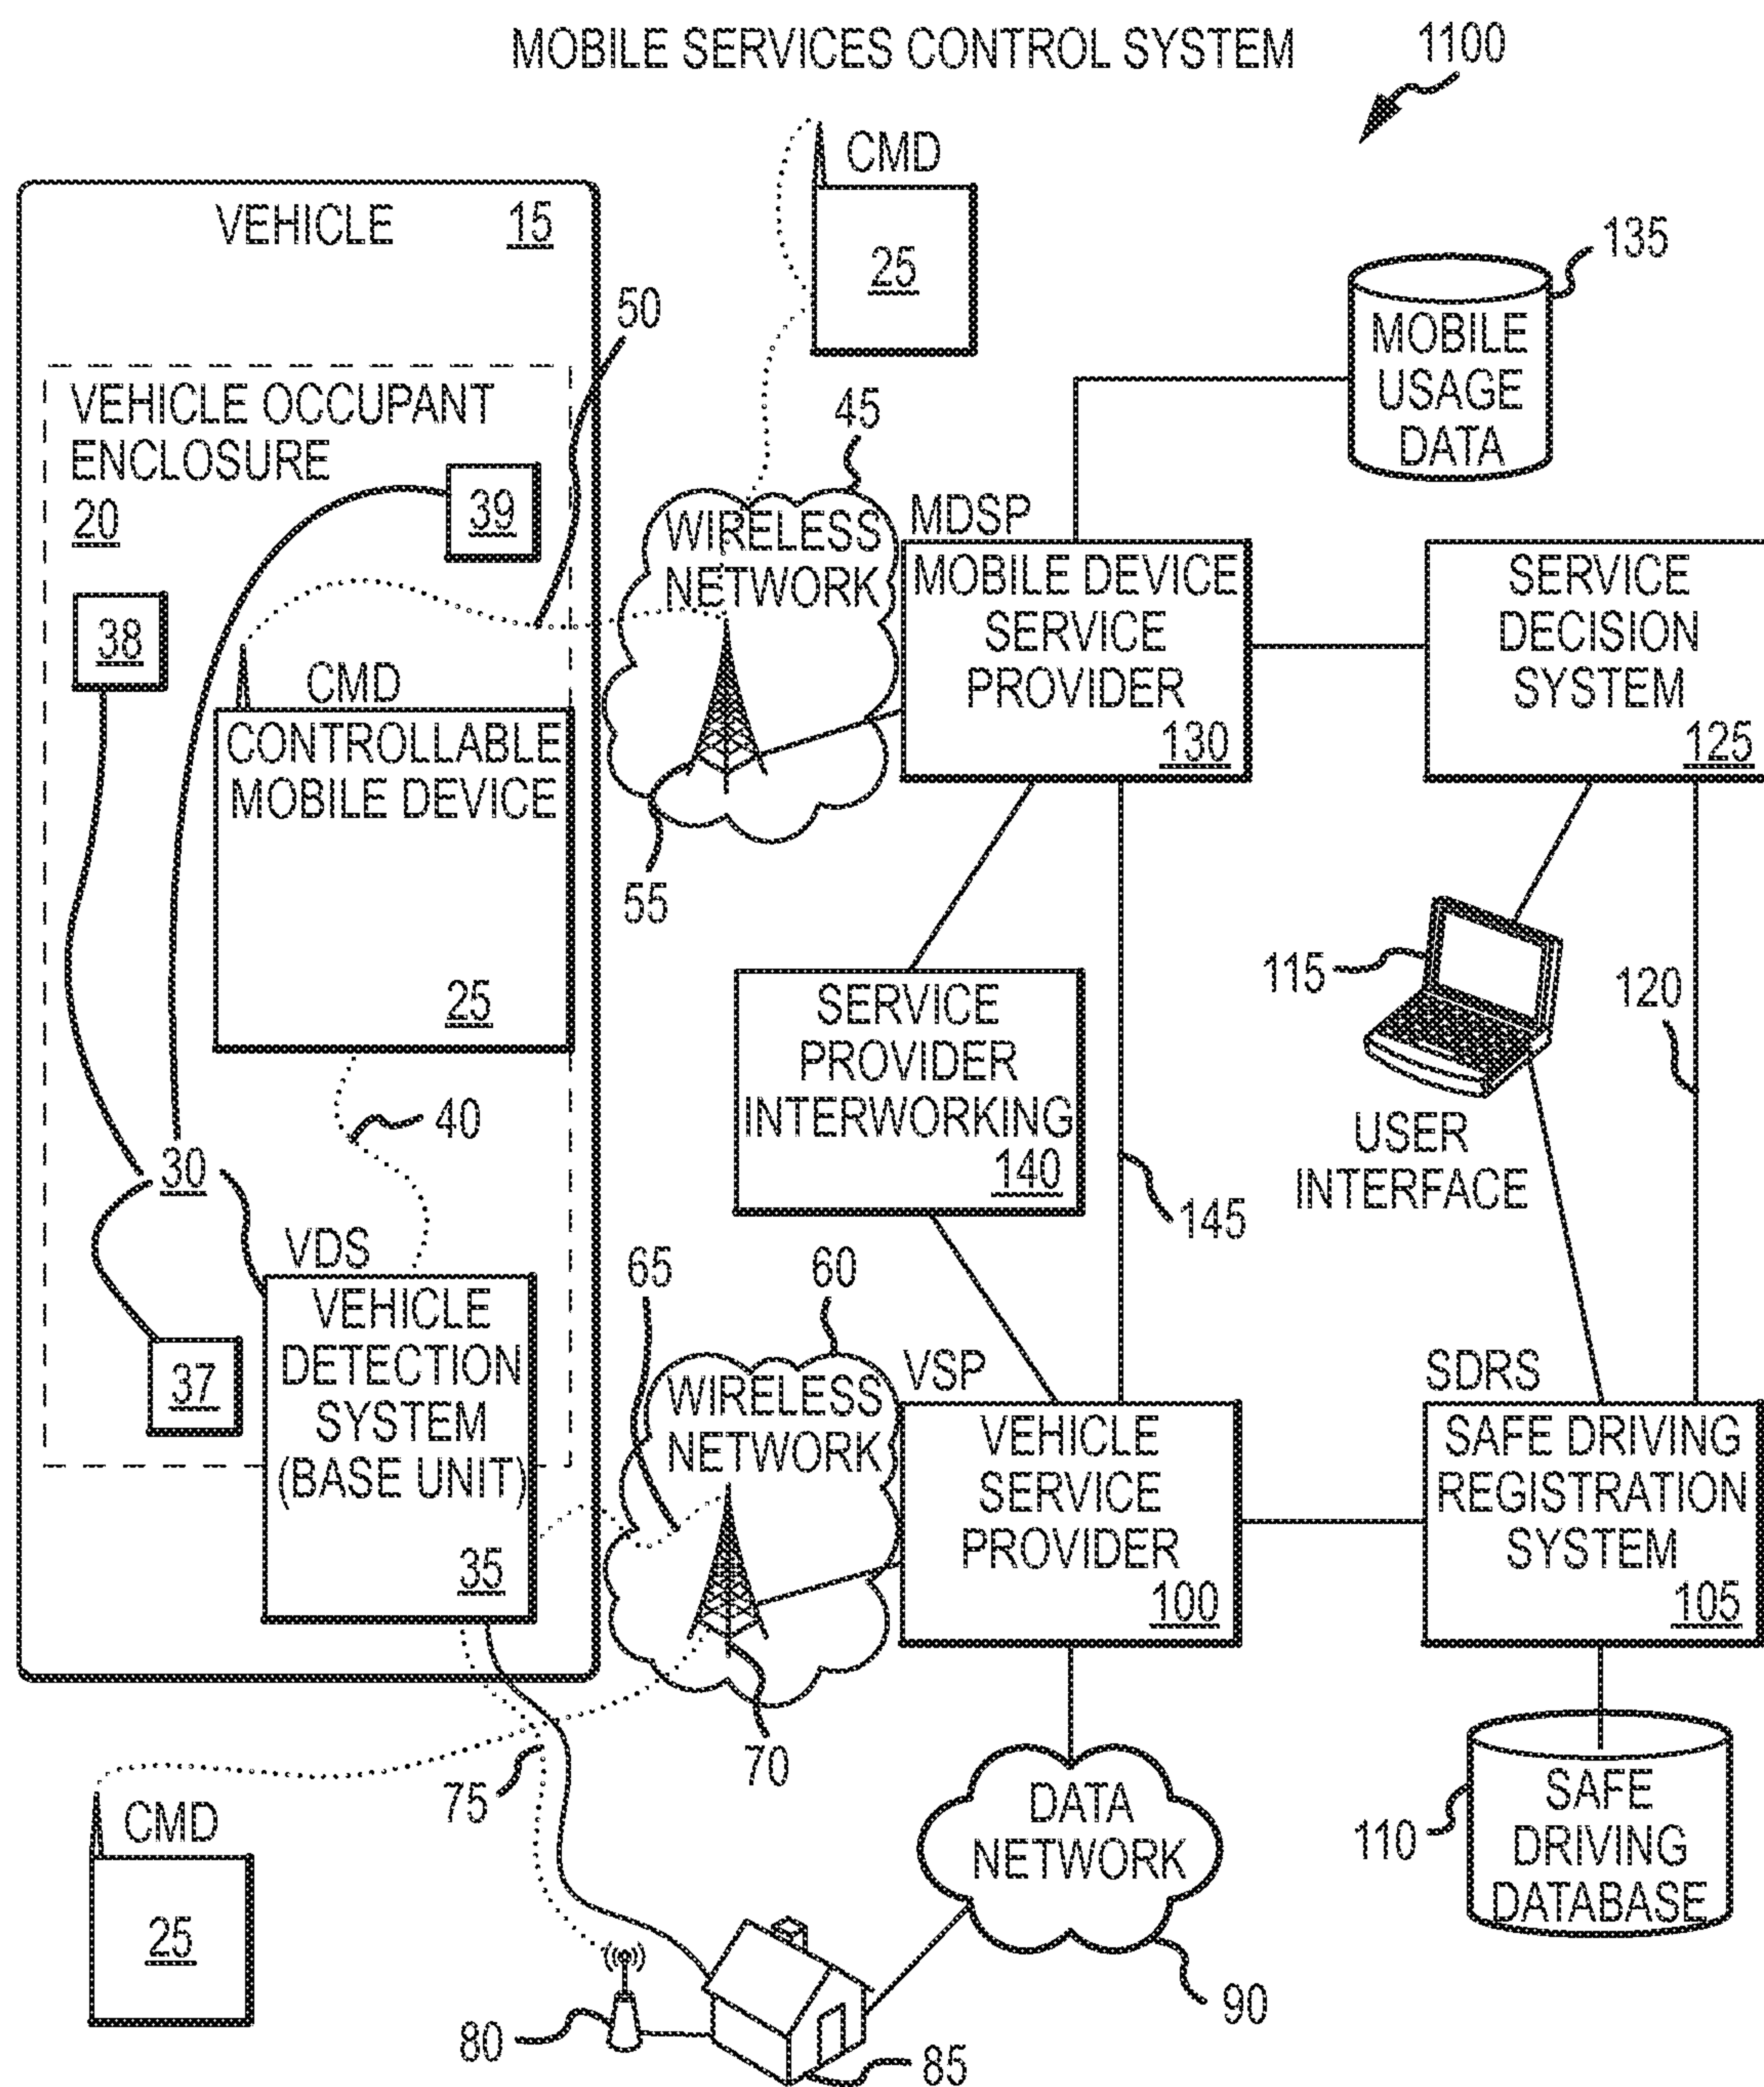 MOBILE SERVICES CONTROL SYSTEM
1100
CMD
25
VEHICLE 15
135
MOBILE
USAGE
DATA
50
VEHICLE OCCUPANT
ENCLOSURE
20
39
38
45
WIRELESS
NETWORK
55
MDSP
MOBILE DEVICE
SERVICE
PROVIDER
130
SERVICE
DECISION
SYSTEM
125
CMD
CONTROLLABLE
MOBILE DEVICE
25
40
30
115
USER
INTERFACE
120
SERVICE
PROVIDER
INTERWORKING
140
145
VDS
VEHICLE
DETECTION
SYSTEM
(BASE UNIT)
35
37
65
60
WIRELESS
NETWORK
70
VSP
VEHICLE
SERVICE
PROVIDER
100
SDRS
SAFE DRIVING
REGISTRATION
SYSTEM
105
75
CMD
25
DATA
NETWORK
90
110
SAFE
DRIVING
DATABASE
80
85